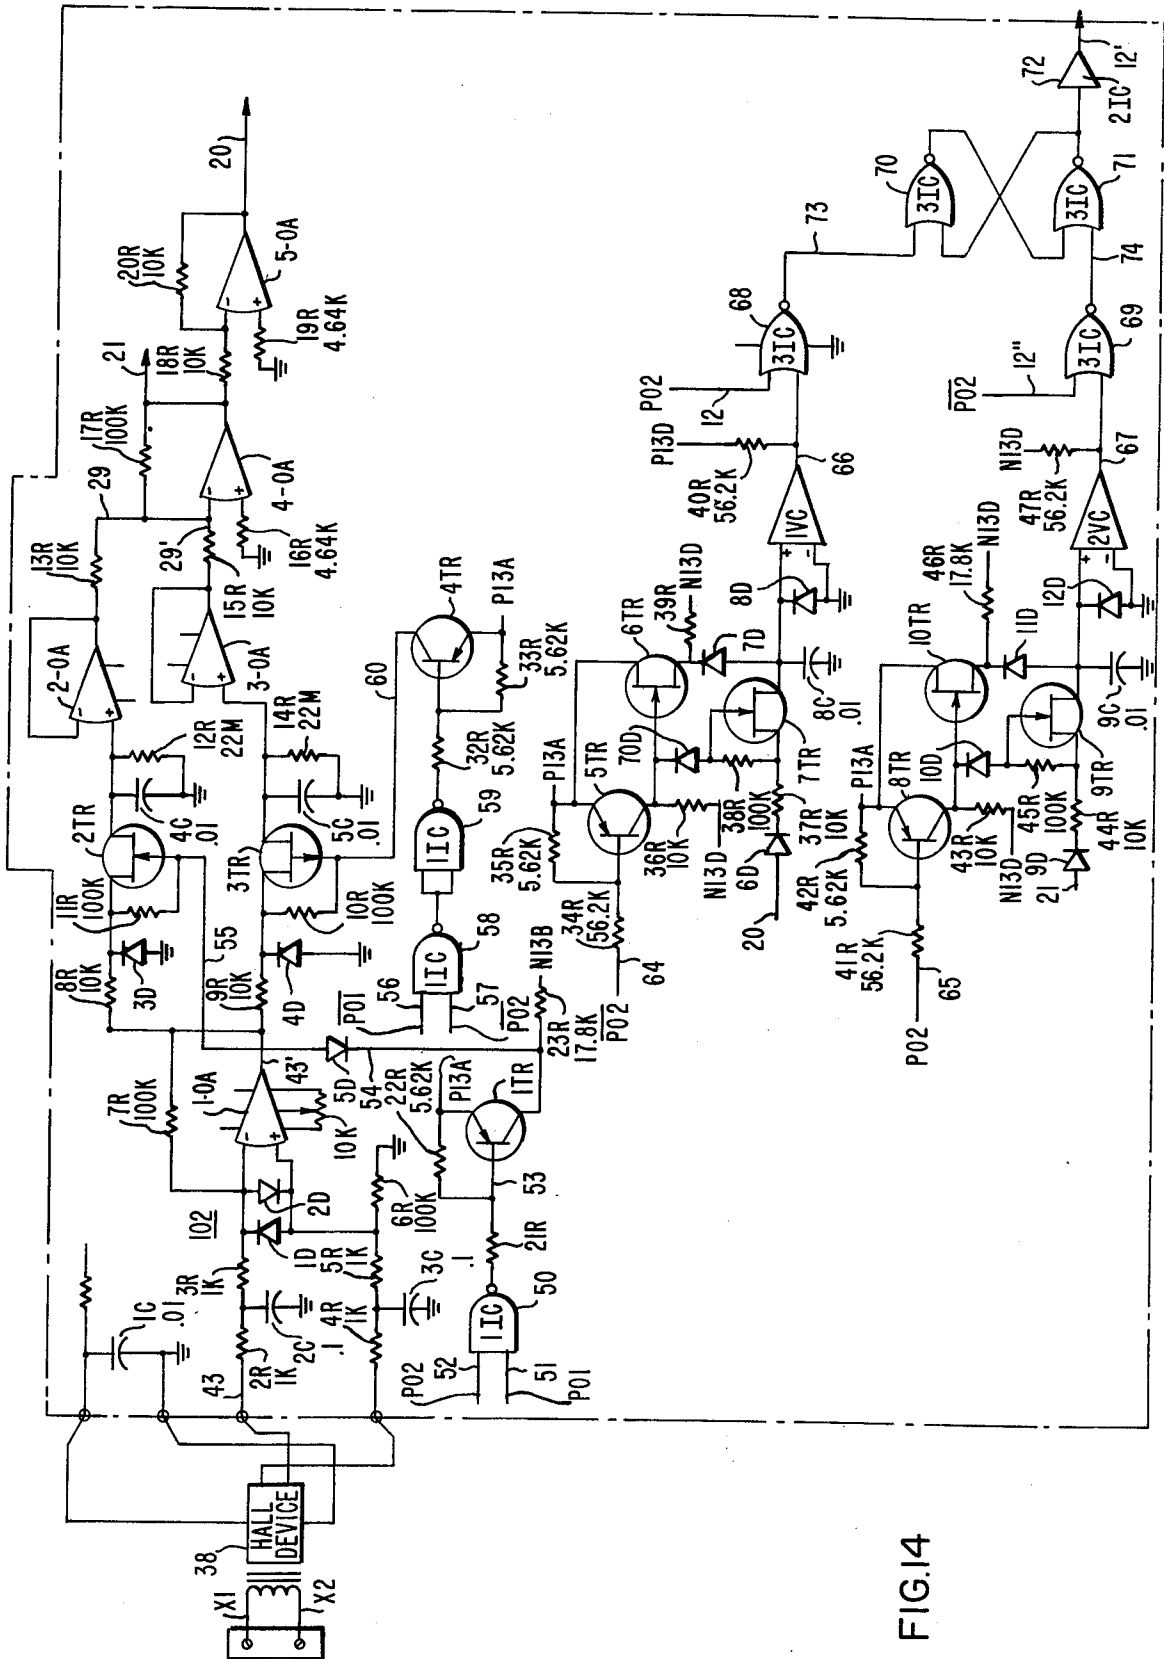 X1
X2
38
HALL
DEVICE
43
1C
.01
2R
1K
2C
.1
3R
1K
4R
1K
3C
.1
5R
1K
1D
2D
102
6R
100K
7R
100K
1-OA
10K
43'
8R
10K
3D
9R
10K
4D
11R
100K
10R
100K
55
2TR
3TR
4C
.01
5C
.01
12R
22M
14R
22M
2-OA
3-OA
13R
10K
15R
10K
29
29'
16R
4.64K
4-OA
17R
100K
21
18R
10K
19R
4.64K
20R
10K
5-OA
20
P02
52
51
P01
1IC
50
21R
53
22R
5.62K
P13A
1TR
54
5D
23R
17.8K
N13B
P01
56
57
P02
1IC
58
1IC
59
32R
5.62K
33R
5.62K
4TR
P13A
60
P02
64
34R
56.2K
35R
5.62K
P13A
5TR
36R
10K
N13D
70D
38R
100K
6TR
39R
N13D
7D
7TR
37R
10K
6D
20
8C
.01
8D
1VC
66
40R
56.2K
P13D
P02
12
3IC
68
73
3IC
70
P02
65
41R
56.2K
42R
5.62K
P13A
8TR
43R
10K
N13D
10D
45R
100K
10TR
46R
17.8K
N13D
11D
9TR
44R
10K
9D
21
9C
.01
12D
2VC
67
47R
56.2K
N13D
P02
12"
3IC
69
74
3IC
71
72
2IC
12'
FIG.14